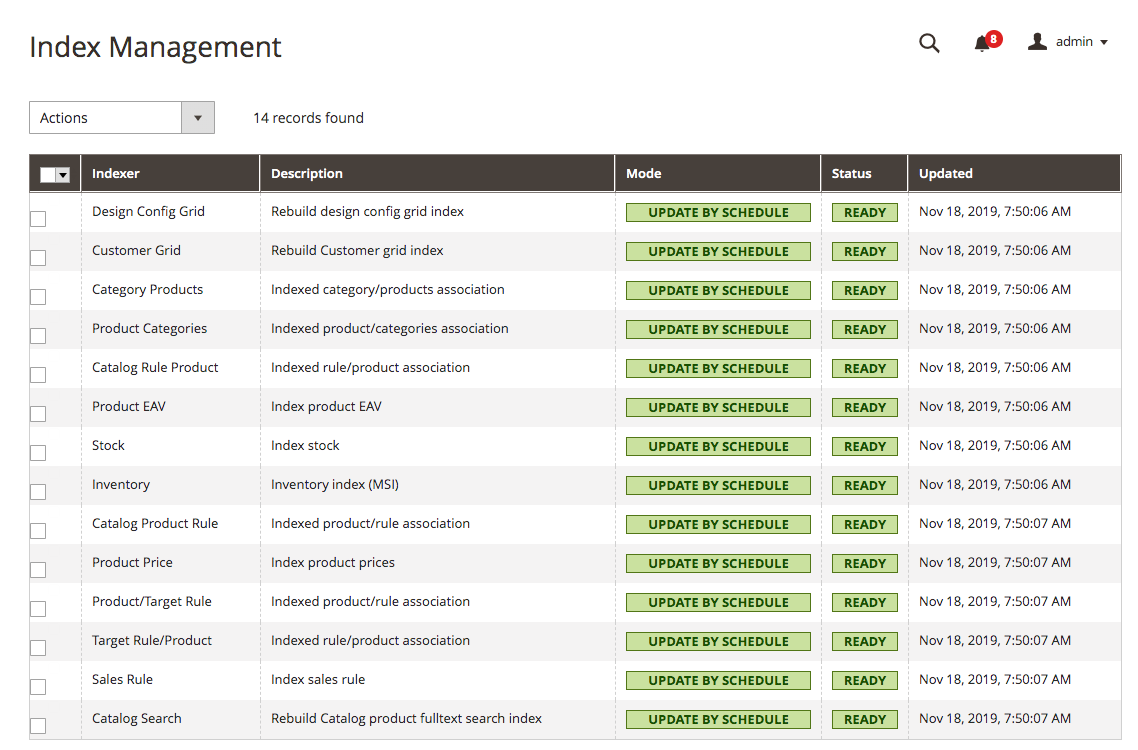 Index Management
8
admin
Actions
14 records found
Indexer Description Mode Status Updated
Design Config Grid Rebuild design config grid index UPDATE BY SCHEDULE READY Nov 18, 2019, 7:50:06 AM
Customer Grid Rebuild Customer grid index UPDATE BY SCHEDULE READY Nov 18, 2019, 7:50:06 AM
Category Products Indexed category/products association UPDATE BY SCHEDULE READY Nov 18, 2019, 7:50:06 AM
Product Categories Indexed product/categories association UPDATE BY SCHEDULE READY Nov 18, 2019, 7:50:06 AM
Catalog Rule Product Indexed rule/product association UPDATE BY SCHEDULE READY Nov 18, 2019, 7:50:06 AM
Product EAV Index product EAV UPDATE BY SCHEDULE READY Nov 18, 2019, 7:50:06 AM
Stock Index stock UPDATE BY SCHEDULE READY Nov 18, 2019, 7:50:06 AM
Inventory Inventory index (MSI) UPDATE BY SCHEDULE READY Nov 18, 2019, 7:50:06 AM
Catalog Product Rule Indexed product/rule association UPDATE BY SCHEDULE READY Nov 18, 2019, 7:50:07 AM
Product Price Index product prices UPDATE BY SCHEDULE READY Nov 18, 2019, 7:50:07 AM
Product/Target Rule Indexed product/rule association UPDATE BY SCHEDULE READY Nov 18, 2019, 7:50:07 AM
Target Rule/Product Indexed rule/product association UPDATE BY SCHEDULE READY Nov 18, 2019, 7:50:07 AM
Sales Rule Index sales rule UPDATE BY SCHEDULE READY Nov 18, 2019, 7:50:07 AM
Catalog Search Rebuild Catalog product fulltext search index UPDATE BY SCHEDULE READY Nov 18, 2019, 7:50:07 AM